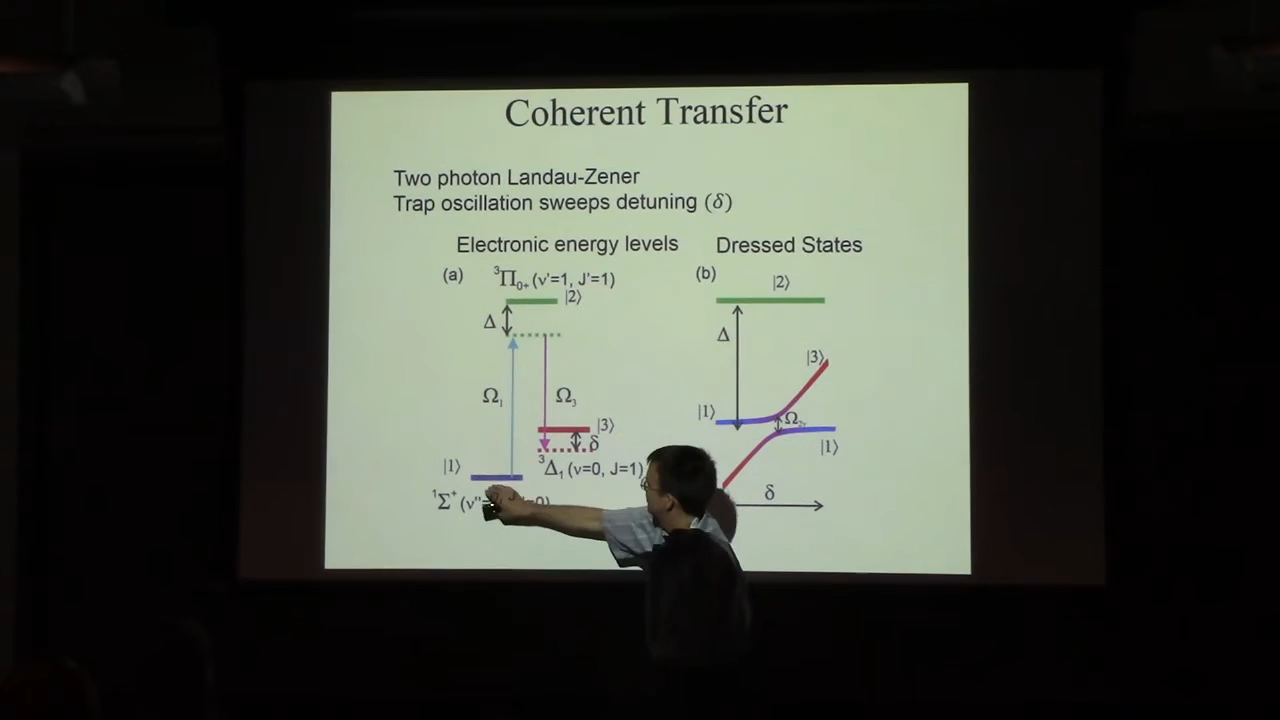 Coherent Transfer
Two photon Landau-Zener
Trap oscillation sweeps detuning (δ)
Electronic energy levels
Dressed States
(a)
³Π₀₊ (v'=1, J'=1)
|2⟩
Δ
Ω₁
Ω₃
|3⟩
δ
|1⟩
³Δ₁ (v=0, J=1)
¹Σ⁺ (v"
=0)
(b)
|2⟩
Δ
|3⟩
|1⟩
Ω
|1⟩
δ